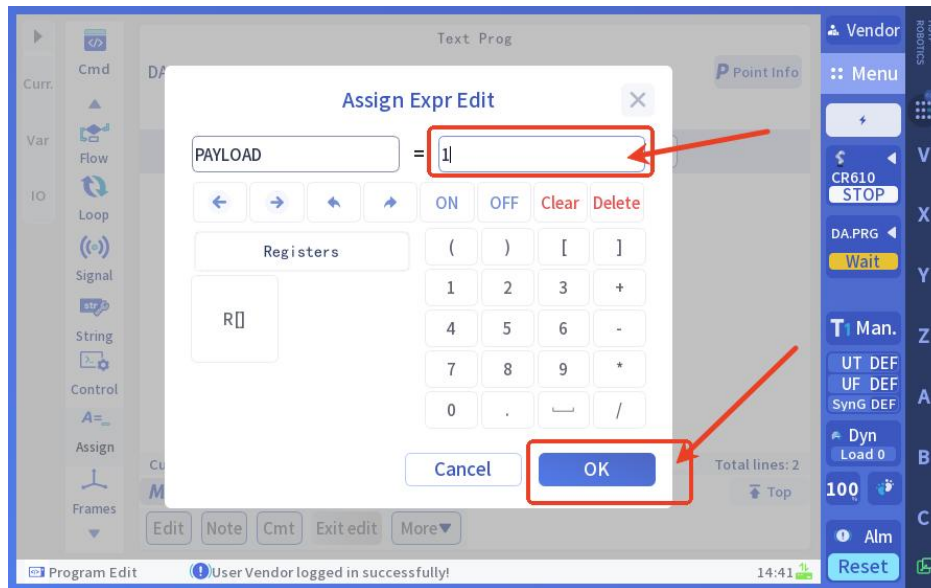 Text Prog
Vendor
ROBOTICS
Cmd
Curr.
DA
Point Info
Menu
Assign Expr Edit
Var
Flow
PAYLOAD
=
1
V
CR610
STOP
IO
Loop
ON
OFF
Clear
Delete
X
Registers
(
)
[
]
DA.PRG
Wait
Signal
1
2
3
+
Y
R[]
str
String
4
5
6
-
T1 Man.
Z
7
8
9
*
UT DEF
Control
UF DEF
A
0
.
/
SynG DEF
A=_
Assign
Dyn
Cu
Cancel
OK
Total lines: 2
Load 0
B
M
Top
100 %
Frames
Edit
Note
Cmt
Exit edit
More▼
C
Alm
Program Edit
User Vendor logged in successfully!
14:41
Reset